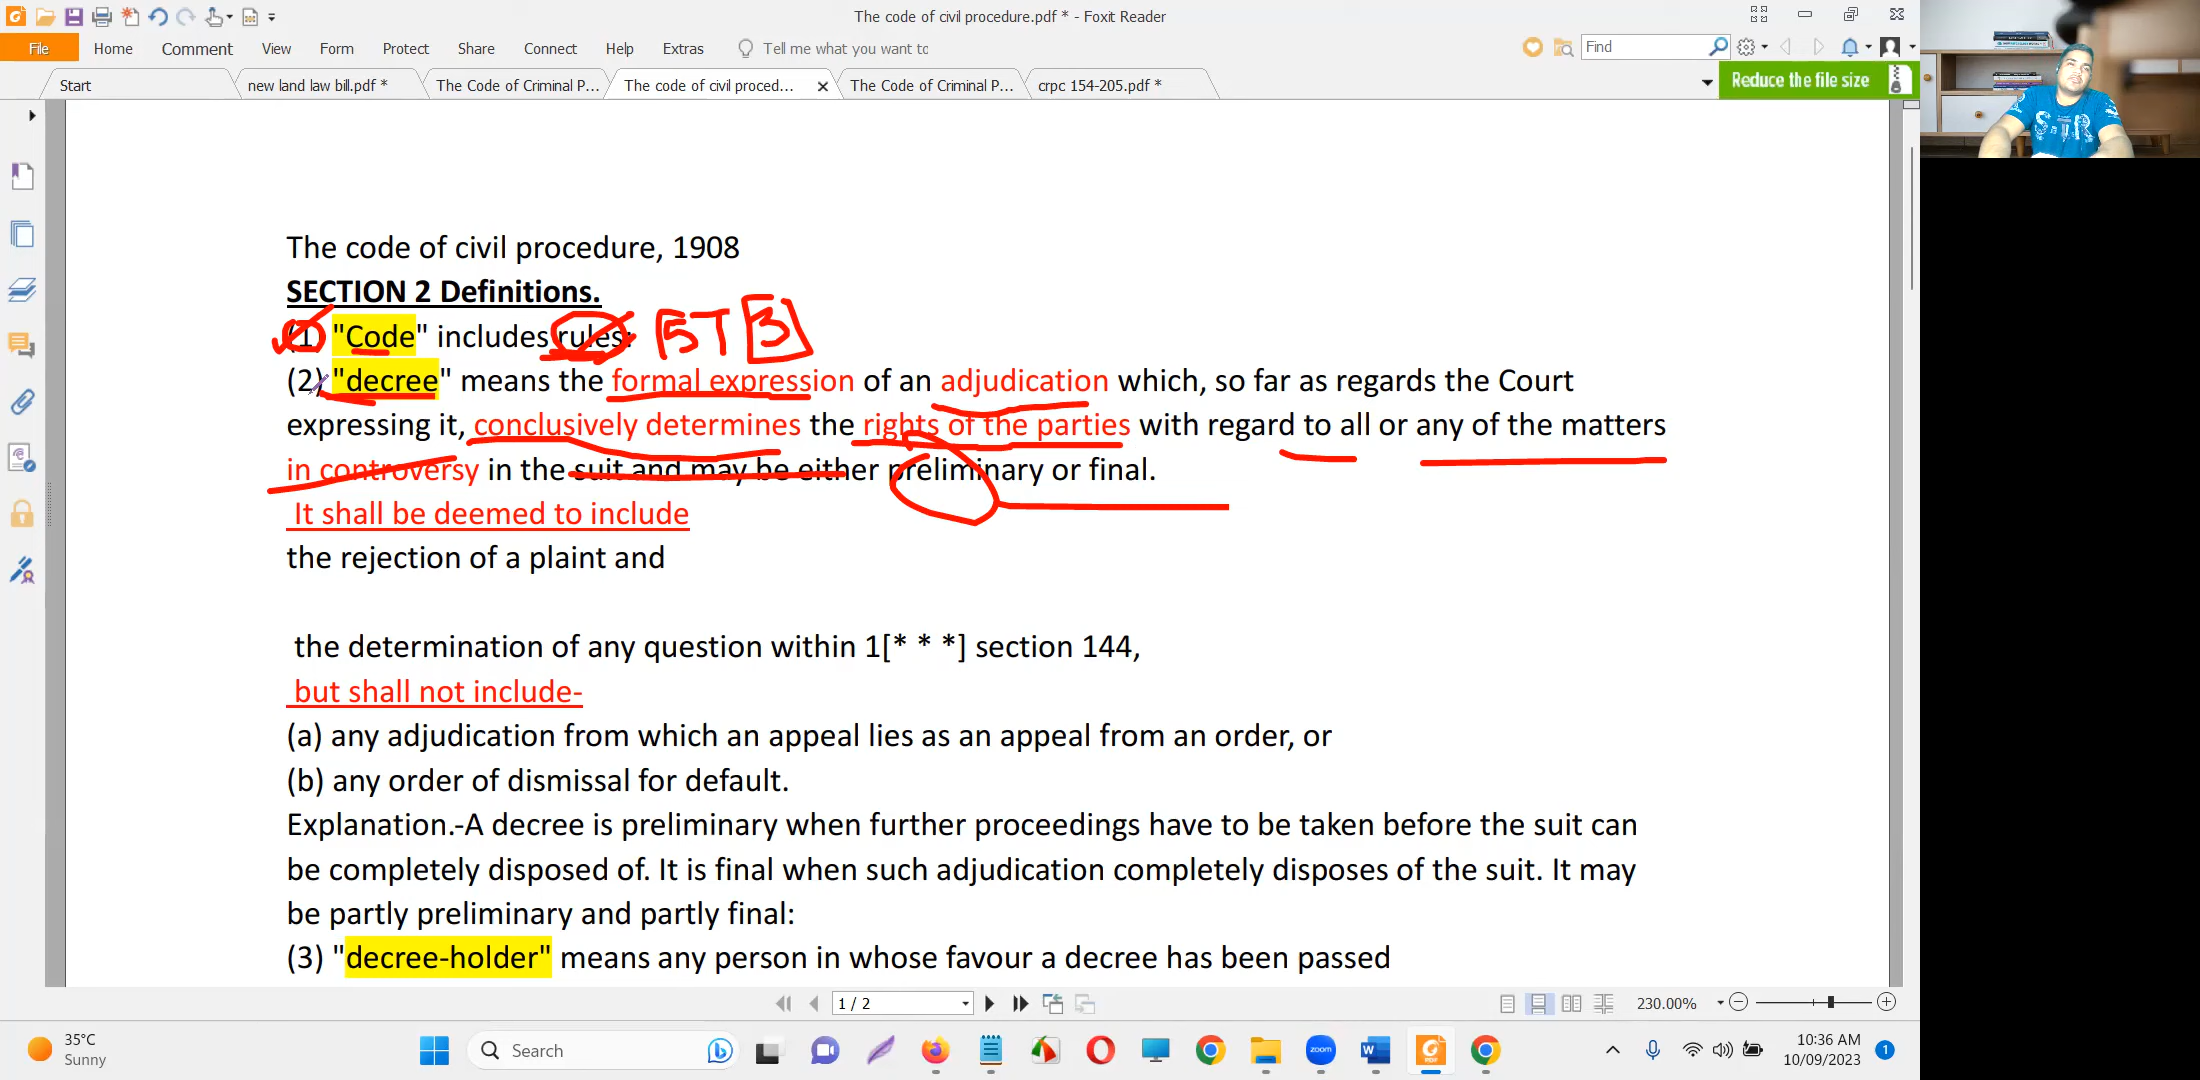 The code of civil procedure.pdf * - Foxit Reader
File Home Comment View Form Protect Share Connect Help Extras Tell me what you want to Find
Start new land law bill.pdf * The Code of Criminal P... The code of civil proced... The Code of Criminal P... crpc 154-205.pdf * Reduce the file size
The code of civil procedure, 1908
SECTION 2 Definitions.
(1) "Code" includes rules; 5T 3
(2) "decree" means the formal expression of an adjudication which, so far as regards the Court
expressing it, conclusively determines the rights of the parties with regard to all or any of the matters
in controversy in the suit and may be either preliminary or final.
It shall be deemed to include
the rejection of a plaint and
the determination of any question within 1[* * *] section 144,
but shall not include-
(a) any adjudication from which an appeal lies as an appeal from an order, or
(b) any order of dismissal for default.
Explanation.-A decree is preliminary when further proceedings have to be taken before the suit can
be completely disposed of. It is final when such adjudication completely disposes of the suit. It may
be partly preliminary and partly final:
(3) "decree-holder" means any person in whose favour a decree has been passed
1 / 2 230.00%
35°C
Sunny
Search
zoom
10:36 AM
10/09/2023
1